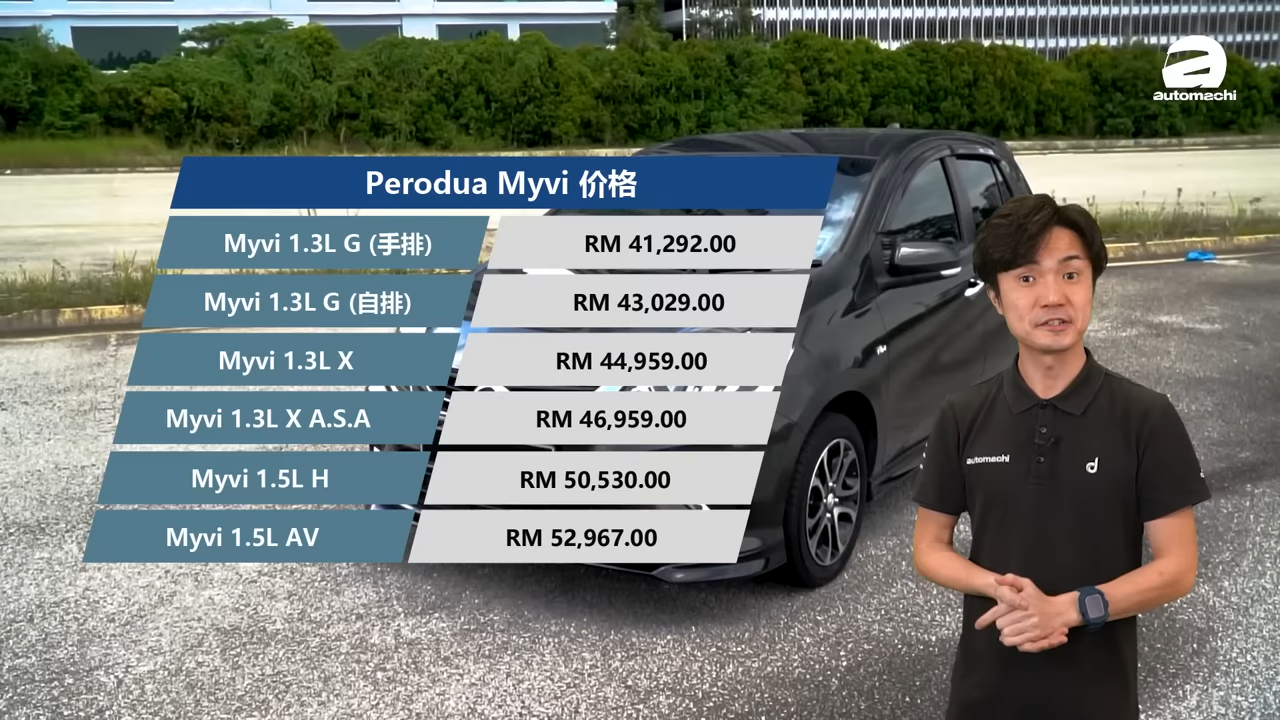 automachi
Perodua Myvi 价格
Myvi 1.3L G (手排) RM 41,292.00
Myvi 1.3L G (自排) RM 43,029.00
Myvi 1.3L X RM 44,959.00
Myvi 1.3L X A.S.A RM 46,959.00
Myvi 1.5L H RM 50,530.00
Myvi 1.5L AV RM 52,967.00
automachi